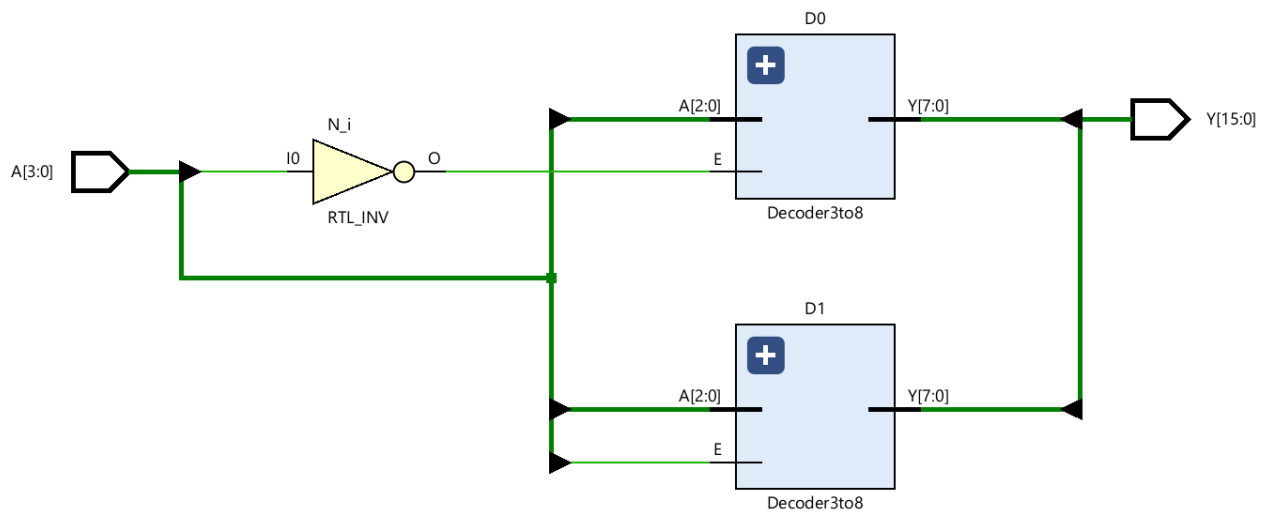 D0
A[2:0]
Y[7:0]
E
Decoder3to8
N_i
I0
O
RTL_INV
A[3:0]
Y[15:0]
D1
A[2:0]
Y[7:0]
E
Decoder3to8